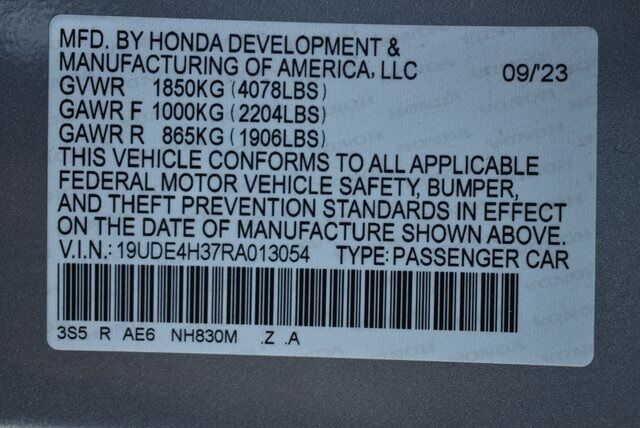 MFD. BY HONDA DEVELOPMENT &
MANUFACTURING OF AMERICA, LLC 09/'23
GVWR 1850KG (4078LBS)
GAWR F 1000KG (2204LBS)
GAWR R 865KG (1906LBS)
THIS VEHICLE CONFORMS TO ALL APPLICABLE
FEDERAL MOTOR VEHICLE SAFETY, BUMPER,
AND THEFT PREVENTION STANDARDS IN EFFECT
ON THE DATE OF MANUFACTURE SHOWN ABOVE.
V.I.N.: 19UDE4H37RA013054 TYPE: PASSENGER CAR
3S5 R AE6 NH830M .Z .A